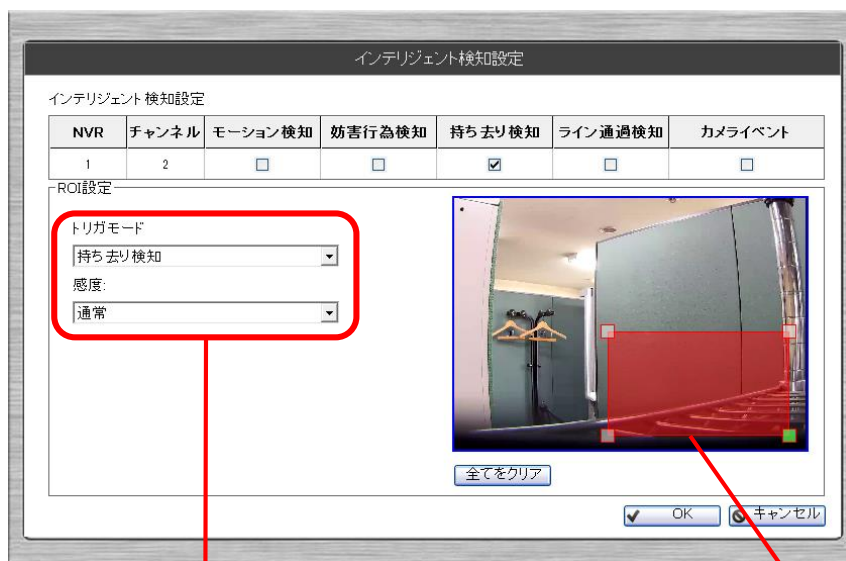 インテリジェント検知設定
インテリジェント検知設定
NVR チャンネル モーション検知 妨害行為検知 持ち去り検知 ライン通過検知 カメライベント
1 2
ROI設定
トリガモード
持ち去り検知
感度:
通常
全てをクリア
OK キャンセル